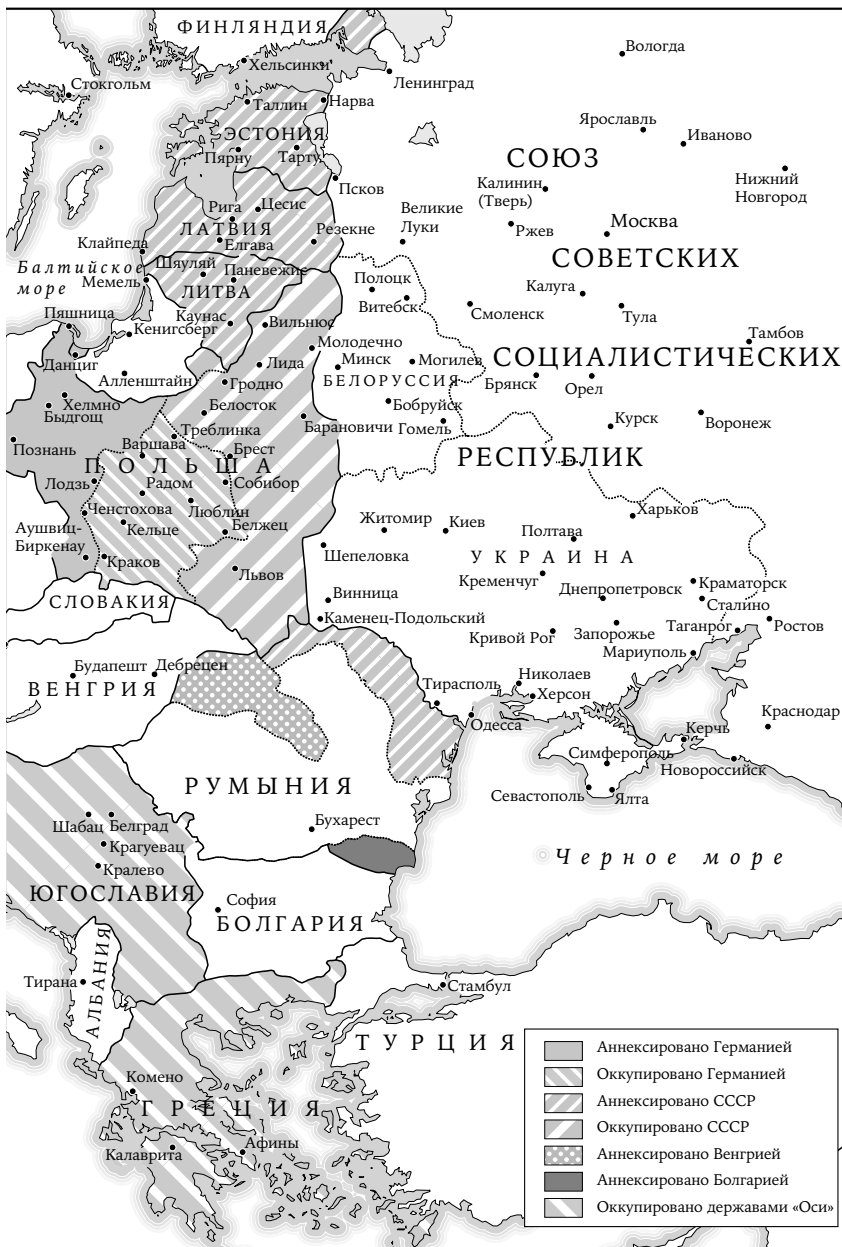 ФИНЛЯНДИЯ
Вологда
Хельсинки
Ленинград
Стокгольм
Таллин
Нарва
Ярославль
Иваново
ЭСТОНИЯ
СОЮЗ
Пярну
Тарту
Псков
Калинин
(Тверь)
Нижний
Новгород
Рига
Цесис
Великие
Луки
Ржев
Москва
ЛАТВИЯ
Елгава
Резекне
Клайпеда
СОВЕТСКИХ
Балтийское
море
Шяуляй
Паневежис
Полоцк
Мемель
ЛИТВА
Витебск
Калуга
Смоленск
Тула
Пяшница
Каунас
Вильнюс
Кенигсберг
Молодечно
Тамбов
Данциг
Минск
Могилев
СОЦИАЛИСТИЧЕСКИХ
Лида
Алленштайн
Гродно
БЕЛОРУССИЯ
Брянск
Орел
Хелмно
Быдгощ
Белосток
Бобруйск
Барановичи
Гомель
Курск
Воронеж
Треблинка
Познань
Варшава
Брест
РЕСПУБЛИК
ПОЛЬША
Лодзь
Радом
Собибор
Ченстохова
Люблин
Харьков
Кельце
Белжец
Житомир
Киев
Полтава
Аушвиц-
Биркенау
Краков
Шепеловка
УКРАИНА
Львов
Кременчуг
Краматорск
СЛОВАКИЯ
Винница
Днепропетровск
Сталино
Каменец-Подольский
Таганрог
Ростов
Кривой Рог
Запорожье
Мариуполь
Будапешт
Дебрецен
ВЕНГРИЯ
Тирасполь
Николаев
Херсон
Одесса
Краснодар
Керчь
Симферополь
РУМЫНИЯ
Новороссийск
Севастополь
Ялта
Шабац
Белград
Бухарест
Крагуевац
Кралево
Черное море
ЮГОСЛАВИЯ
София
БОЛГАРИЯ
Тирана
АЛБАНИЯ
Стамбул
ТУРЦИЯ
Комено
ГРЕЦИЯ
Калаврита
Афины
Аннексировано Германией
Оккупировано Германией
Аннексировано СССР
Оккупировано СССР
Аннексировано Венгрией
Аннексировано Болгарией
Оккупировано державами «Оси»